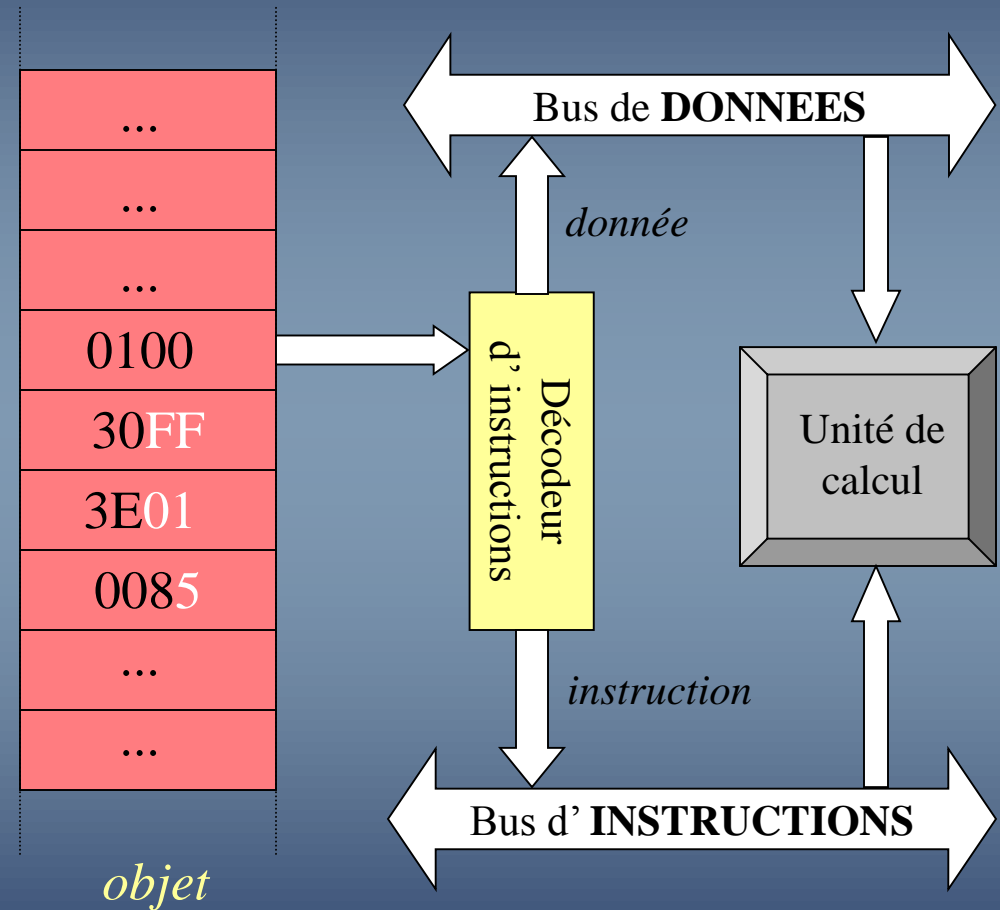 ...
...
...
0100
30FF
3E01
0085
...
...
objet
Bus de DONNEES
donnée
Décodeur
d’ instructions
Unité de
calcul
instruction
Bus d’ INSTRUCTIONS